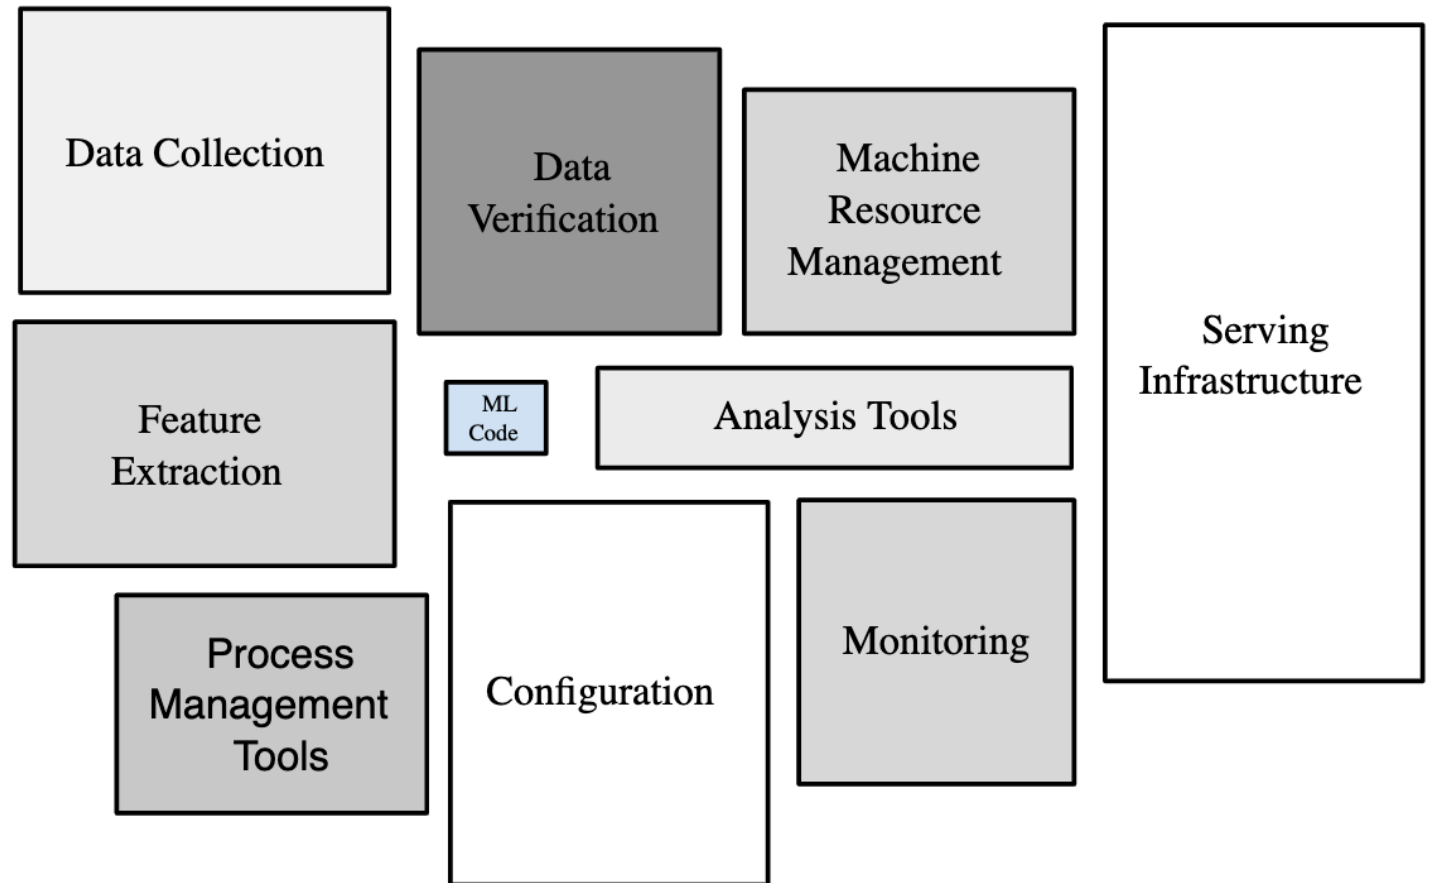 Data Collection
Data
Verification
Machine
Resource
Management
Serving
Infrastructure
Feature
Extraction
ML
Code
Analysis Tools
Process
Management
Tools
Configuration
Monitoring